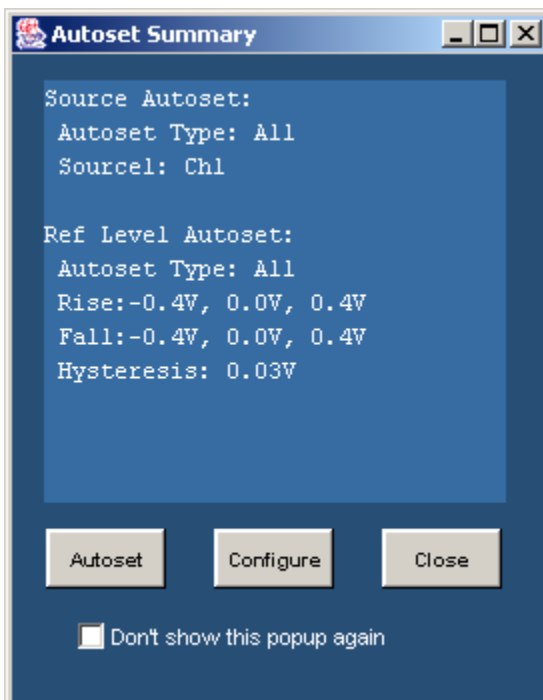 Autoset Summary
Source Autoset:
Autoset Type: All
Source1: Ch1
Ref Level Autoset:
Autoset Type: All
Rise:-0.4V, 0.0V, 0.4V
Fall:-0.4V, 0.0V, 0.4V
Hysteresis: 0.03V
Autoset Configure Close
Don't show this popup again